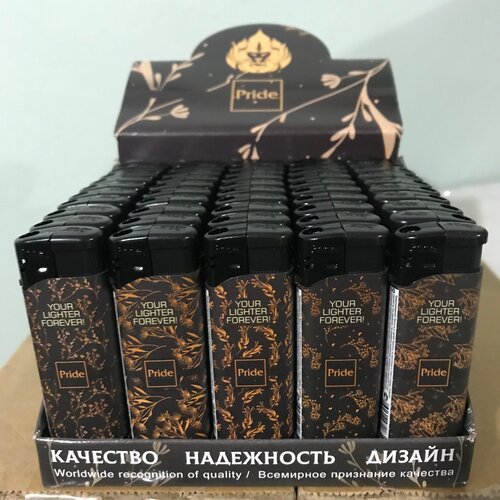 Pride
YOUR
LIGHTER
FOREVER!
Pride
YOUR
LIGHTER
FOREVER!
Pride
YOUR
LIGHTER
FOREVER!
Pride
YOUR
LIGHTER
FOREVER!
Pride
YOUR
LIGHTER
FOREVER!
Pride
КАЧЕСТВО НАДЕЖНОСТЬ ДИЗАЙН
Worldwide recognition of quality / Всемирное признание качества